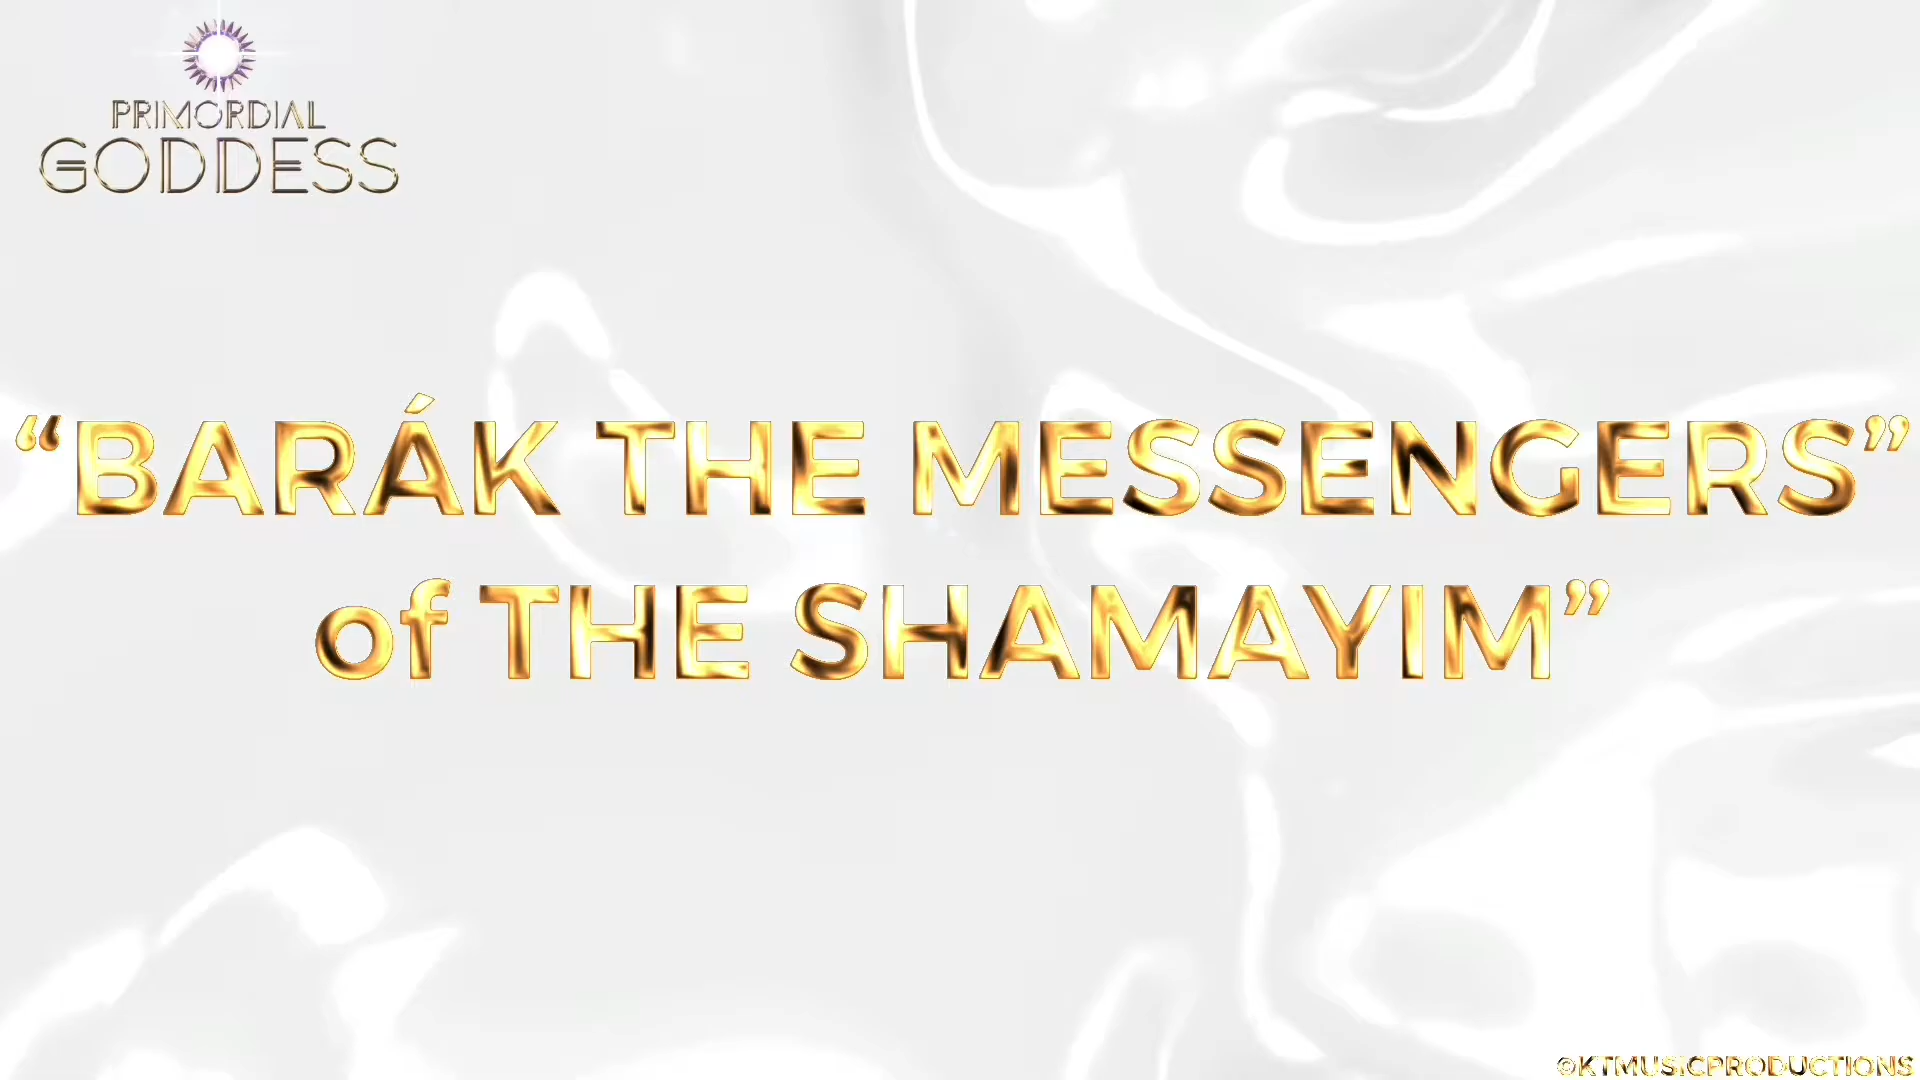 PRIMORDIAL
GODDESS
“BARÁK THE MESSENGERS”
of THE SHAMAYIM”
©KTMUSICPRODUCTIONS